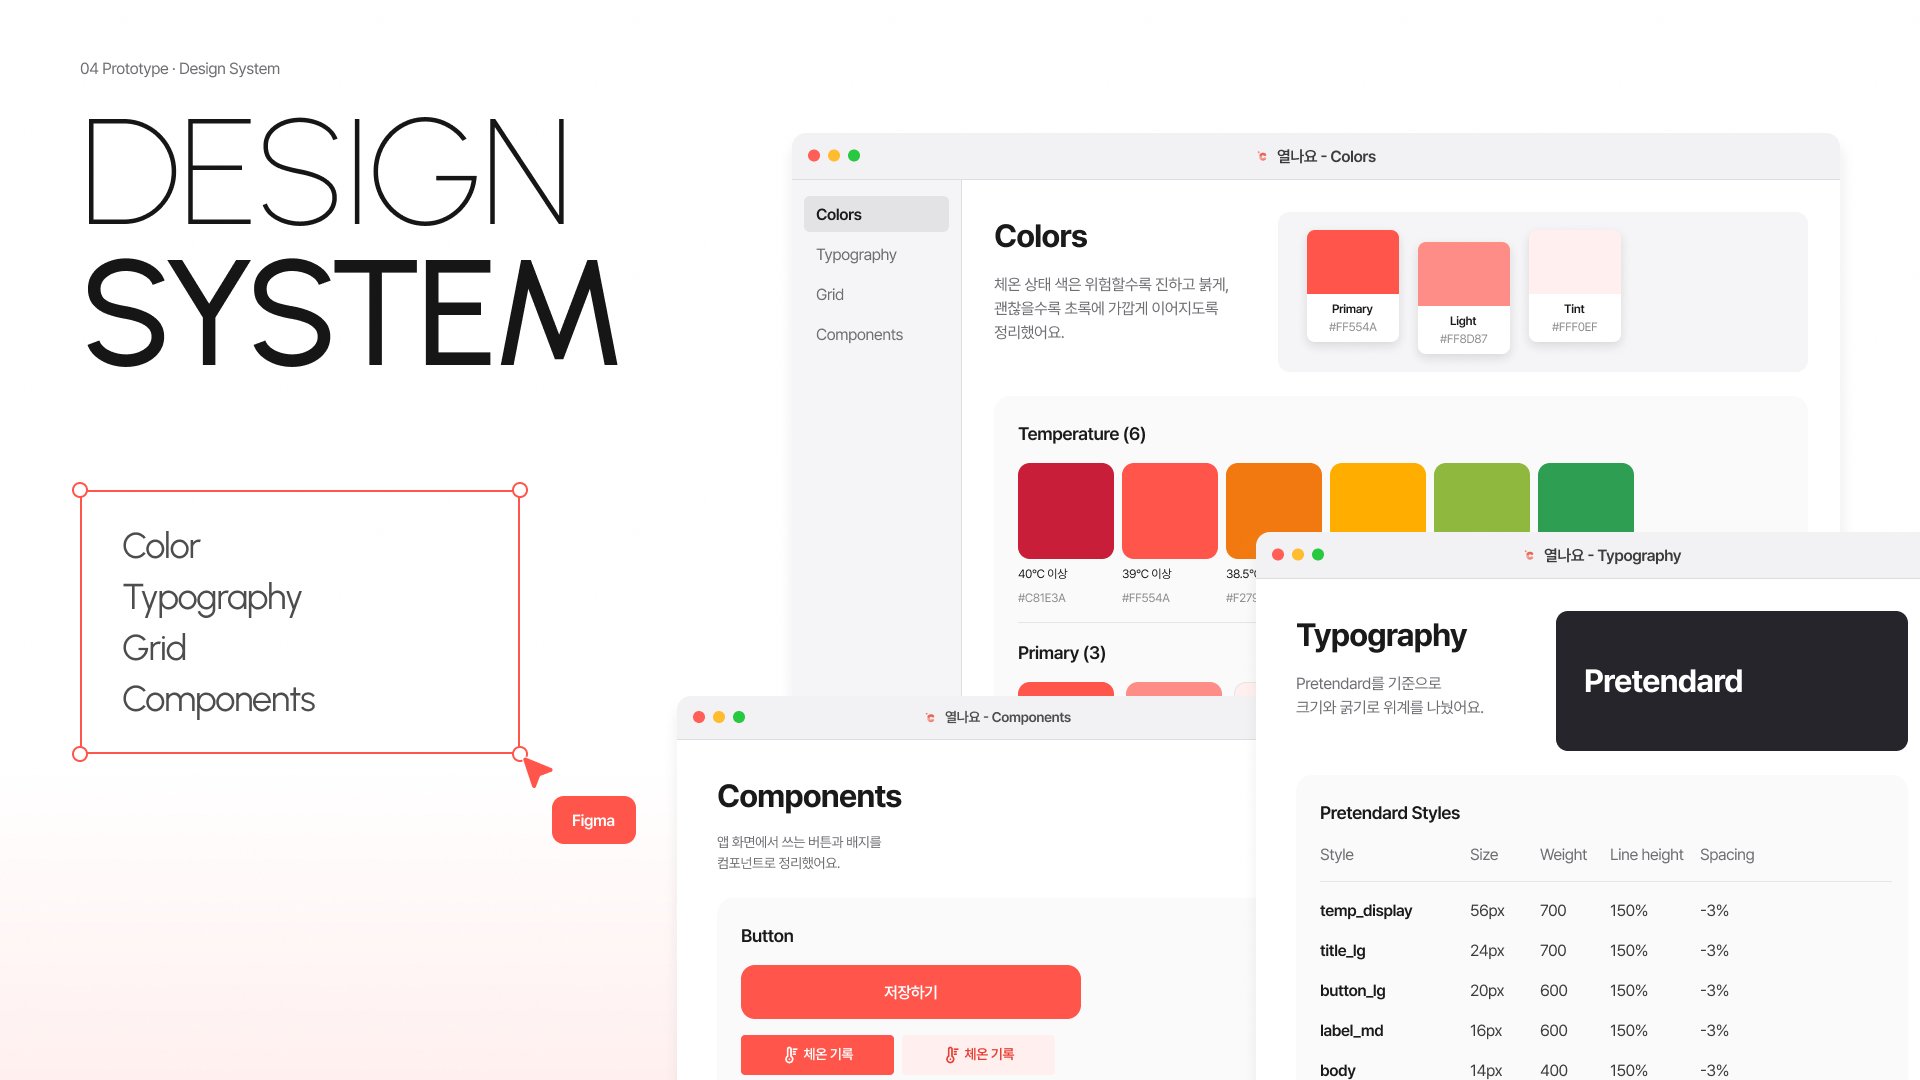 04 Prototype · Design System
DESIGN
SYSTEM
Color
Typography
Grid
Components
Figma
열나요 - Colors
Colors
Typography
Grid
Components
Colors
체온 상태 색은 위험할수록 진하고 붉게,
괜찮을수록 초록에 가깝게 이어지도록
정리했어요.
Primary
#FF554A
Light
#FF8D87
Tint
#FFF0EF
Temperature (6)
40°C 이상
#C81E3A
39°C 이상
#FF554A
38.5°C
#F279
Primary (3)
열나요 - Components
Components
앱 화면에서 쓰는 버튼과 배지를
컴포넌트로 정리했어요.
Button
저장하기
체온 기록
체온 기록
열나요 - Typography
Typography
Pretendard를 기준으로
크기와 굵기로 위계를 나눴어요.
Pretendard
Pretendard Styles
Style Size Weight Line height Spacing
temp_display 56px 700 150% -3%
title_lg 24px 700 150% -3%
button_lg 20px 600 150% -3%
label_md 16px 600 150% -3%
body 14px 400 150% -3%